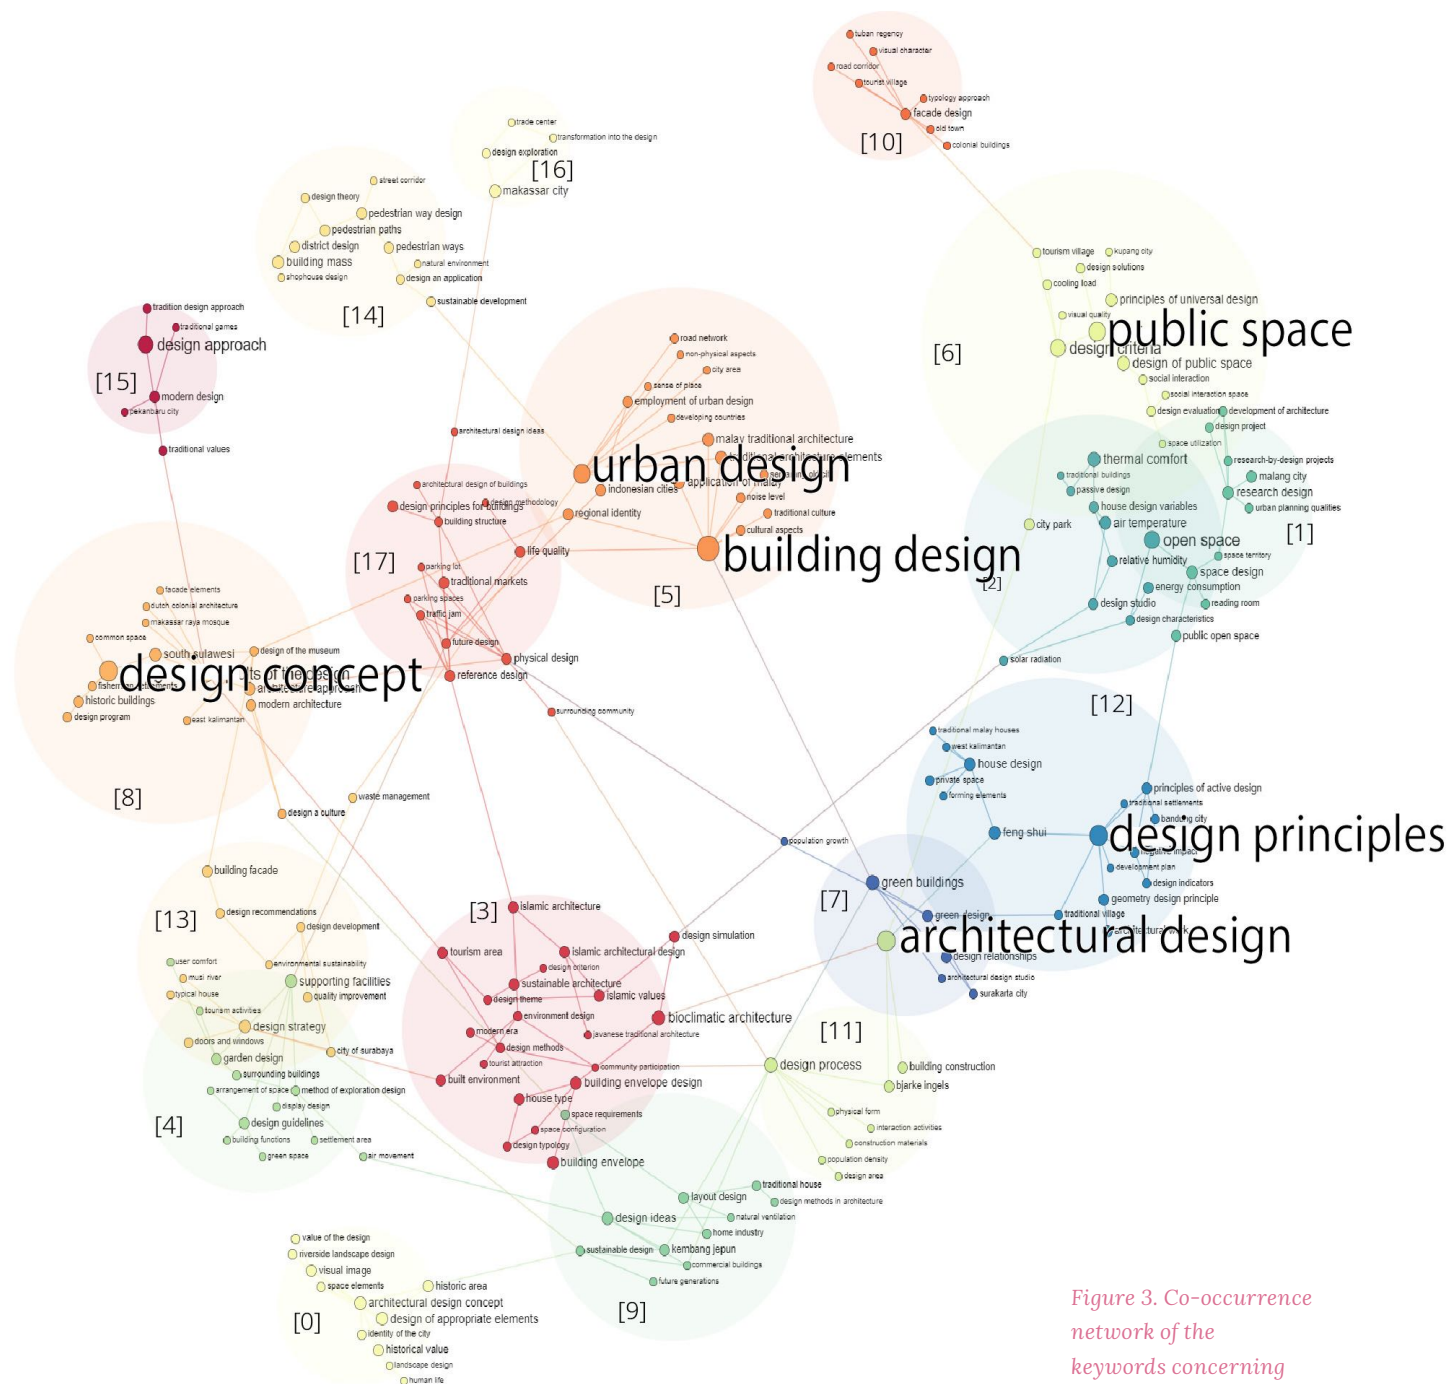 tuban regency
visual character
road corridor
tourist village
typology approach
facade design
old town
colonial buildings
[10]
trade center
transformation into the design
design exploration
[16]
makassar city
street corridor
design theory
pedestrian way design
pedestrian paths
district design
pedestrian ways
building mass
natural environment
shophouse design
design an application
sustainable development
[14]
tradition design approach
traditional games
design approach
[15]
modern design
pekanbaru city
traditional values
tourism village
kupang city
design solutions
cooling load
principles of universal design
visual quality
public space
design criteria
[6]
design of public space
social interaction
social interaction space
design evaluation
space utilization
development of architecture
design project
research-by-design projects
malang city
research design
urban planning qualities
[1]
open space
space territory
space design
reading room
public open space
thermal comfort
traditional buildings
passive design
house design variables
air temperature
city park
relative humidity
[2]
energy consumption
design studio
design characteristics
solar radiation
road network
non-physical aspects
city area
sense of place
employment of urban design
developing countries
malay traditional architecture
traditional architecture elements
urban design
indonesian cities
application of malay
noise level
regional identity
traditional culture
cultural aspects
building design
[5]
architectural design ideas
architectural design of buildings
design methodology
design principles for buildings
building structure
life quality
[17]
parking lot
traditional markets
parking spaces
traffic jam
future design
physical design
reference design
surrounding community
facade elements
dutch colonial architecture
makassar raya mosque
common space
south sulawesi
design of the museum
design concept
of the design
architecture approach
historic buildings
modern architecture
design program
east kalimantan
[8]
waste management
design a culture
[12]
traditional malay houses
west kalimantan
house design
private space
forming elements
principles of active design
traditional settlements
bandung city
feng shui
design principles
negative impact
development plan
design indicators
geometry design principle
traditional village
population growth
green buildings
[7]
green design
architectural design
design relationships
architectural design studio
surakarta city
building facade
[13]
design recommendations
design development
user comfort
environmental sustainability
musi river
supporting facilities
typical house
quality improvement
tourism activities
design strategy
doors and windows
city of surabaya
garden design
surrounding buildings
arrangement of space
method of exploration design
display design
[4]
design guidelines
building functions
settlement area
green space
air movement
[3]
islamic architecture
design simulation
tourism area
islamic architectural design
design criterion
sustainable architecture
design theme
islamic values
environment design
bioclimatic architecture
modern era
javanese traditional architecture
design methods
tourist attraction
community participation
built environment
building envelope design
house type
space requirements
space configuration
design typology
building envelope
[11]
design process
building construction
bjarke ingels
physical form
interaction activities
construction materials
population density
design area
layout design
traditional house
design methods in architecture
design ideas
natural ventilation
home industry
sustainable design
kembang jepun
commercial buildings
future generations
[9]
value of the design
riverside landscape design
visual image
space elements
historic area
[0]
architectural design concept
design of appropriate elements
identity of the city
historical value
landscape design
human life
Figure 3. Co-occurrence
network of the
keywords concerning